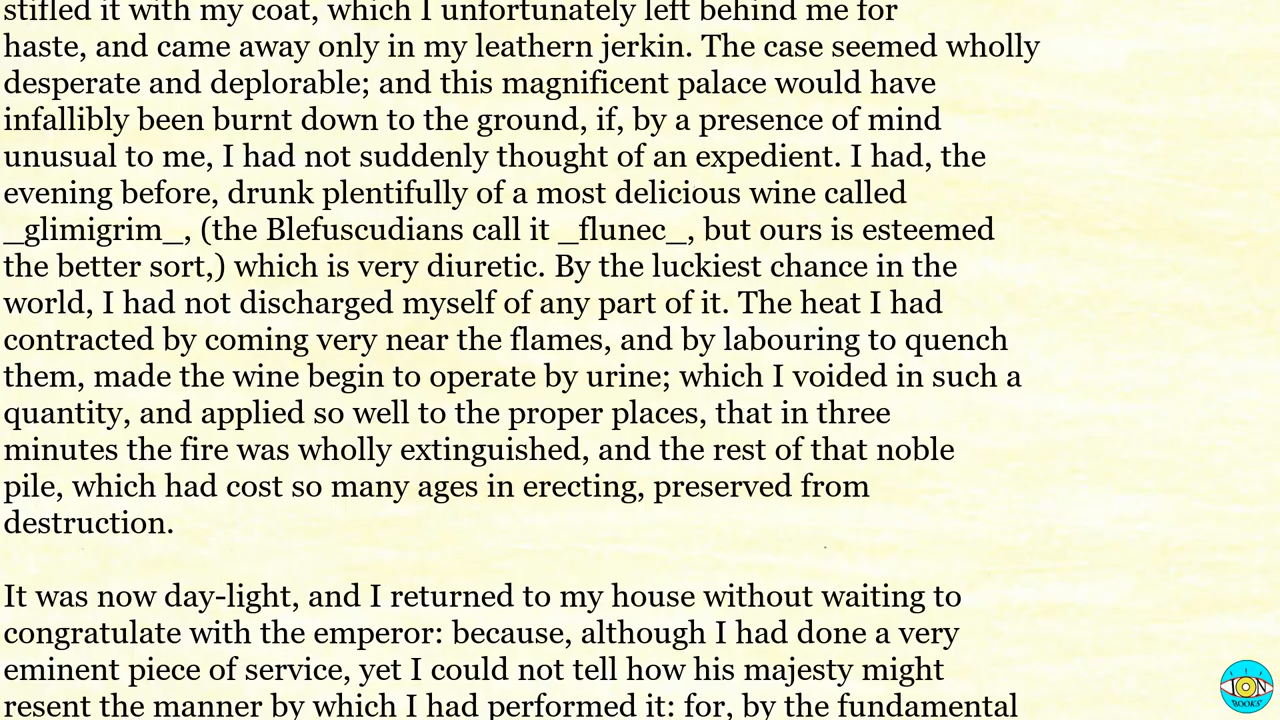 stifled it with my coat, which I unfortunately left behind me for
haste, and came away only in my leathern jerkin. The case seemed wholly
desperate and deplorable; and this magnificent palace would have
infallibly been burnt down to the ground, if, by a presence of mind
unusual to me, I had not suddenly thought of an expedient. I had, the
evening before, drunk plentifully of a most delicious wine called
_glimigrim_, (the Blefuscudians call it _flunec_, but ours is esteemed
the better sort,) which is very diuretic. By the luckiest chance in the
world, I had not discharged myself of any part of it. The heat I had
contracted by coming very near the flames, and by labouring to quench
them, made the wine begin to operate by urine; which I voided in such a
quantity, and applied so well to the proper places, that in three
minutes the fire was wholly extinguished, and the rest of that noble
pile, which had cost so many ages in erecting, preserved from
destruction.
It was now day-light, and I returned to my house without waiting to
congratulate with the emperor: because, although I had done a very
eminent piece of service, yet I could not tell how his majesty might
resent the manner by which I had performed it: for, by the fundamental
ION
BOOKS